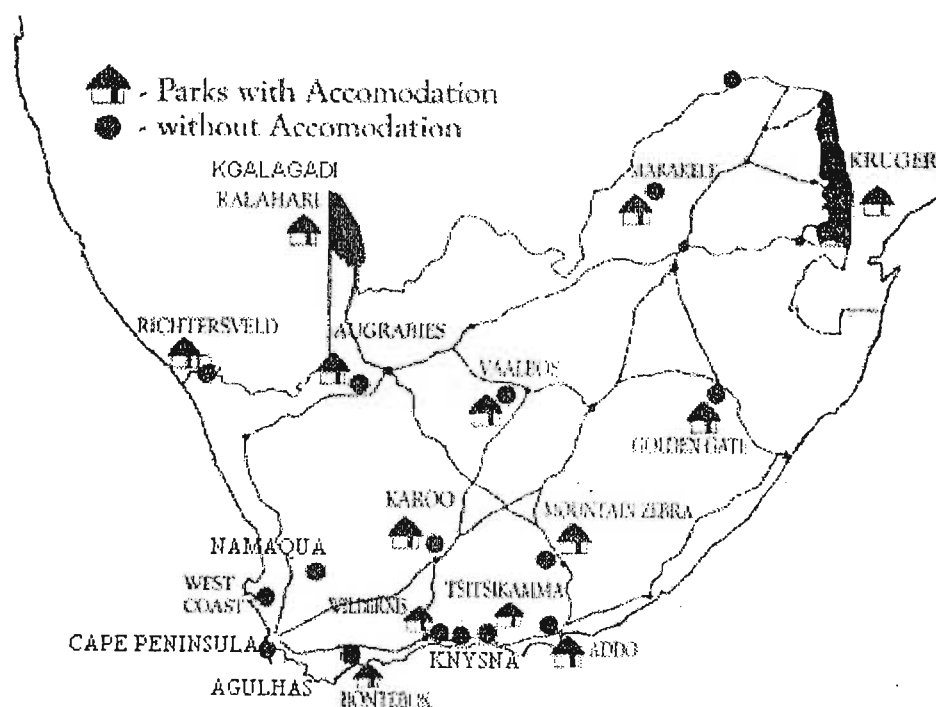 - Parks with Accomodation
- without Accomodation
KGALAGADI
KALAHARI
MARAKELE
KRUGER
RICHTERSVELD
AUGRABIES
VAALBOS
GOLDEN GATE
KAROO
MOUNTAIN ZEBRA
NAMAQUA
WEST
COAST
TSITSIKAMMA
WILDERNES
CAPE PENINSULA
KNYSNA
ADDO
AGULHAS
BONTEBOK